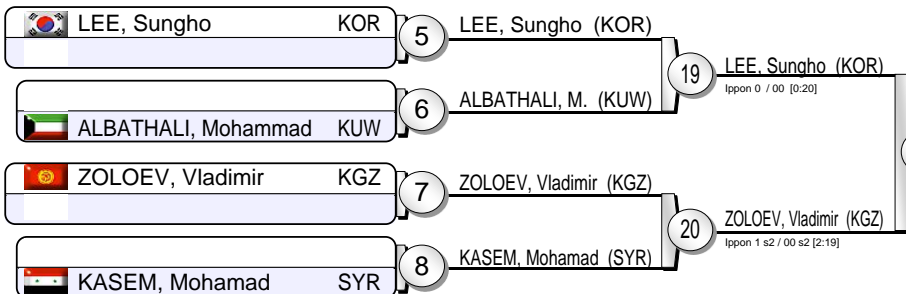 LEE, Sungho KOR
5
LEE, Sungho (KOR)
19
LEE, Sungho (KOR)
Ippon 0 / 00 [0:20]
6
ALBATHALI, M. (KUW)
ALBATHALI, Mohammad KUW
ZOLOEV, Vladimir KGZ
7
ZOLOEV, Vladimir (KGZ)
20
ZOLOEV, Vladimir (KGZ)
Ippon 1 s2 / 00 s2 [2:19]
8
KASEM, Mohamad (SYR)
KASEM, Mohamad SYR